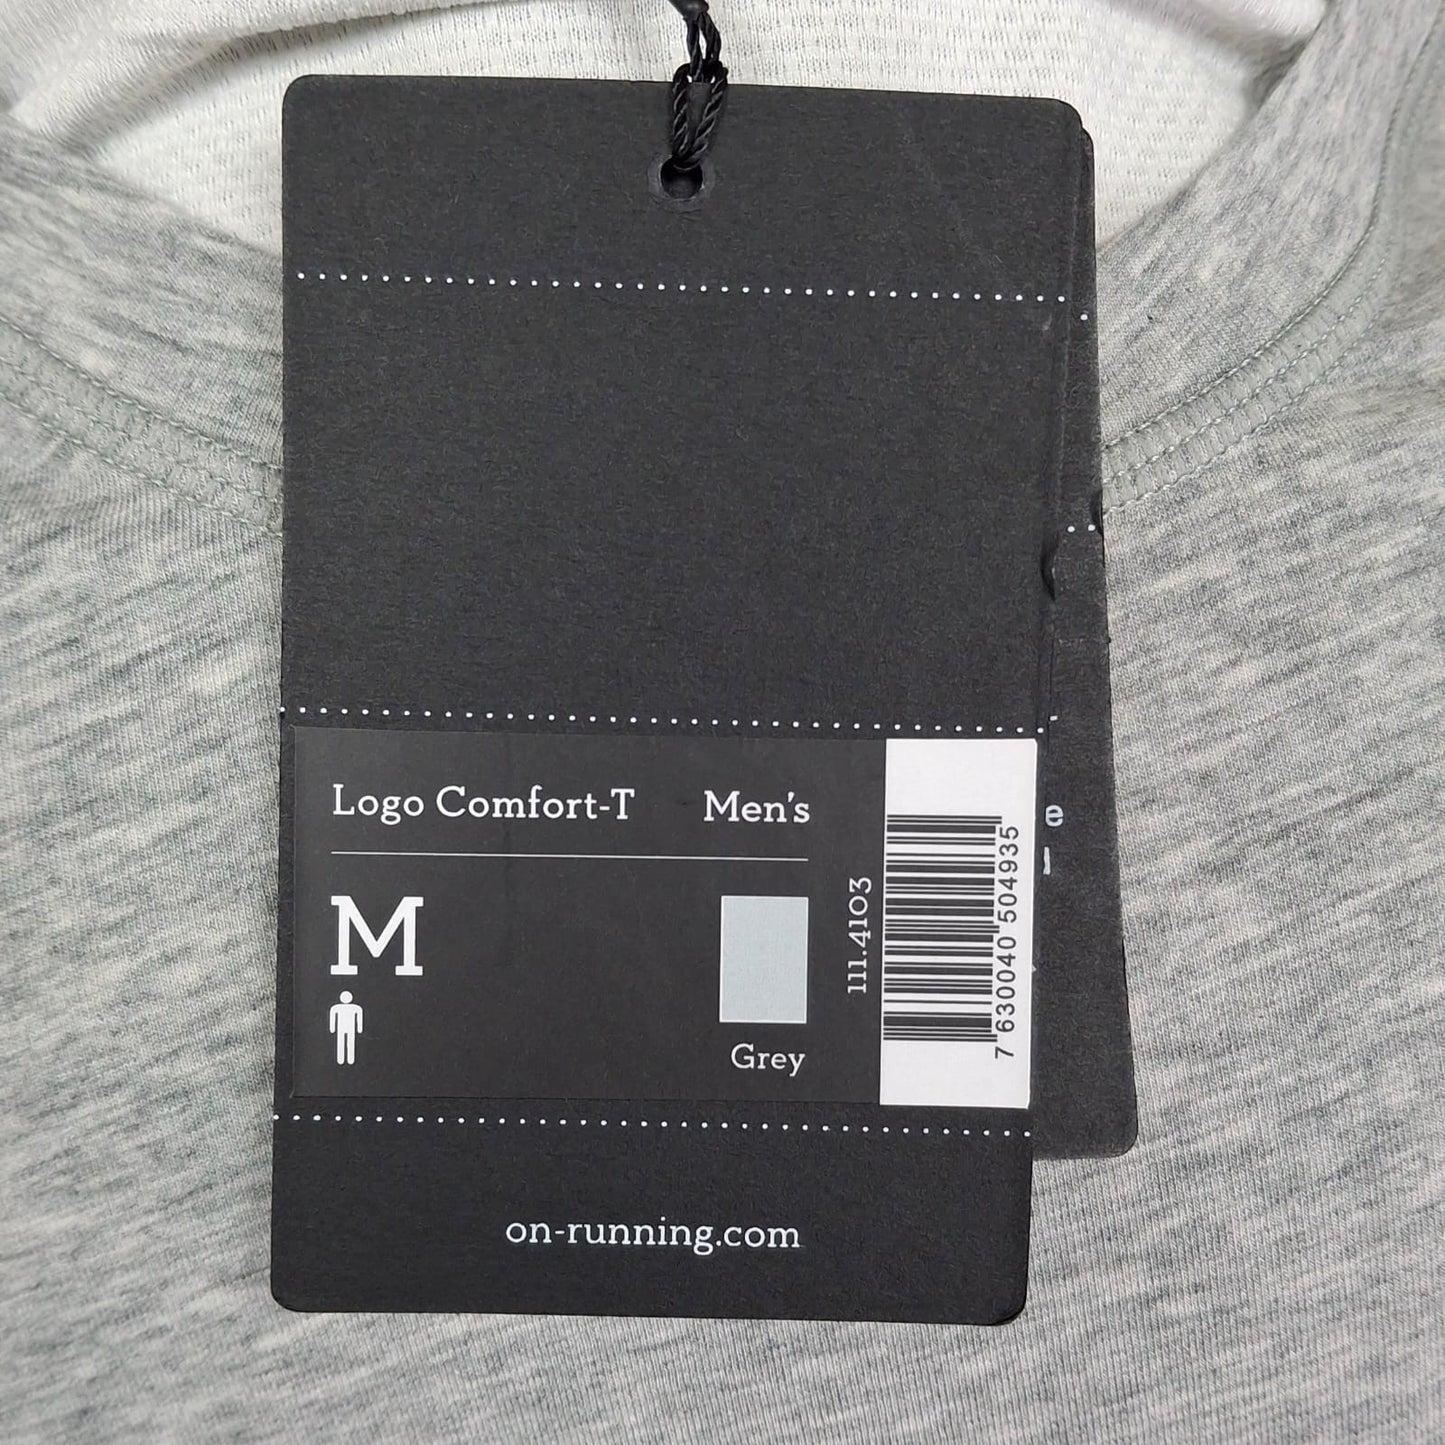 Logo Comfort-T Men's
M
Grey
111.4103
7 630040 504935
e
on-running.com